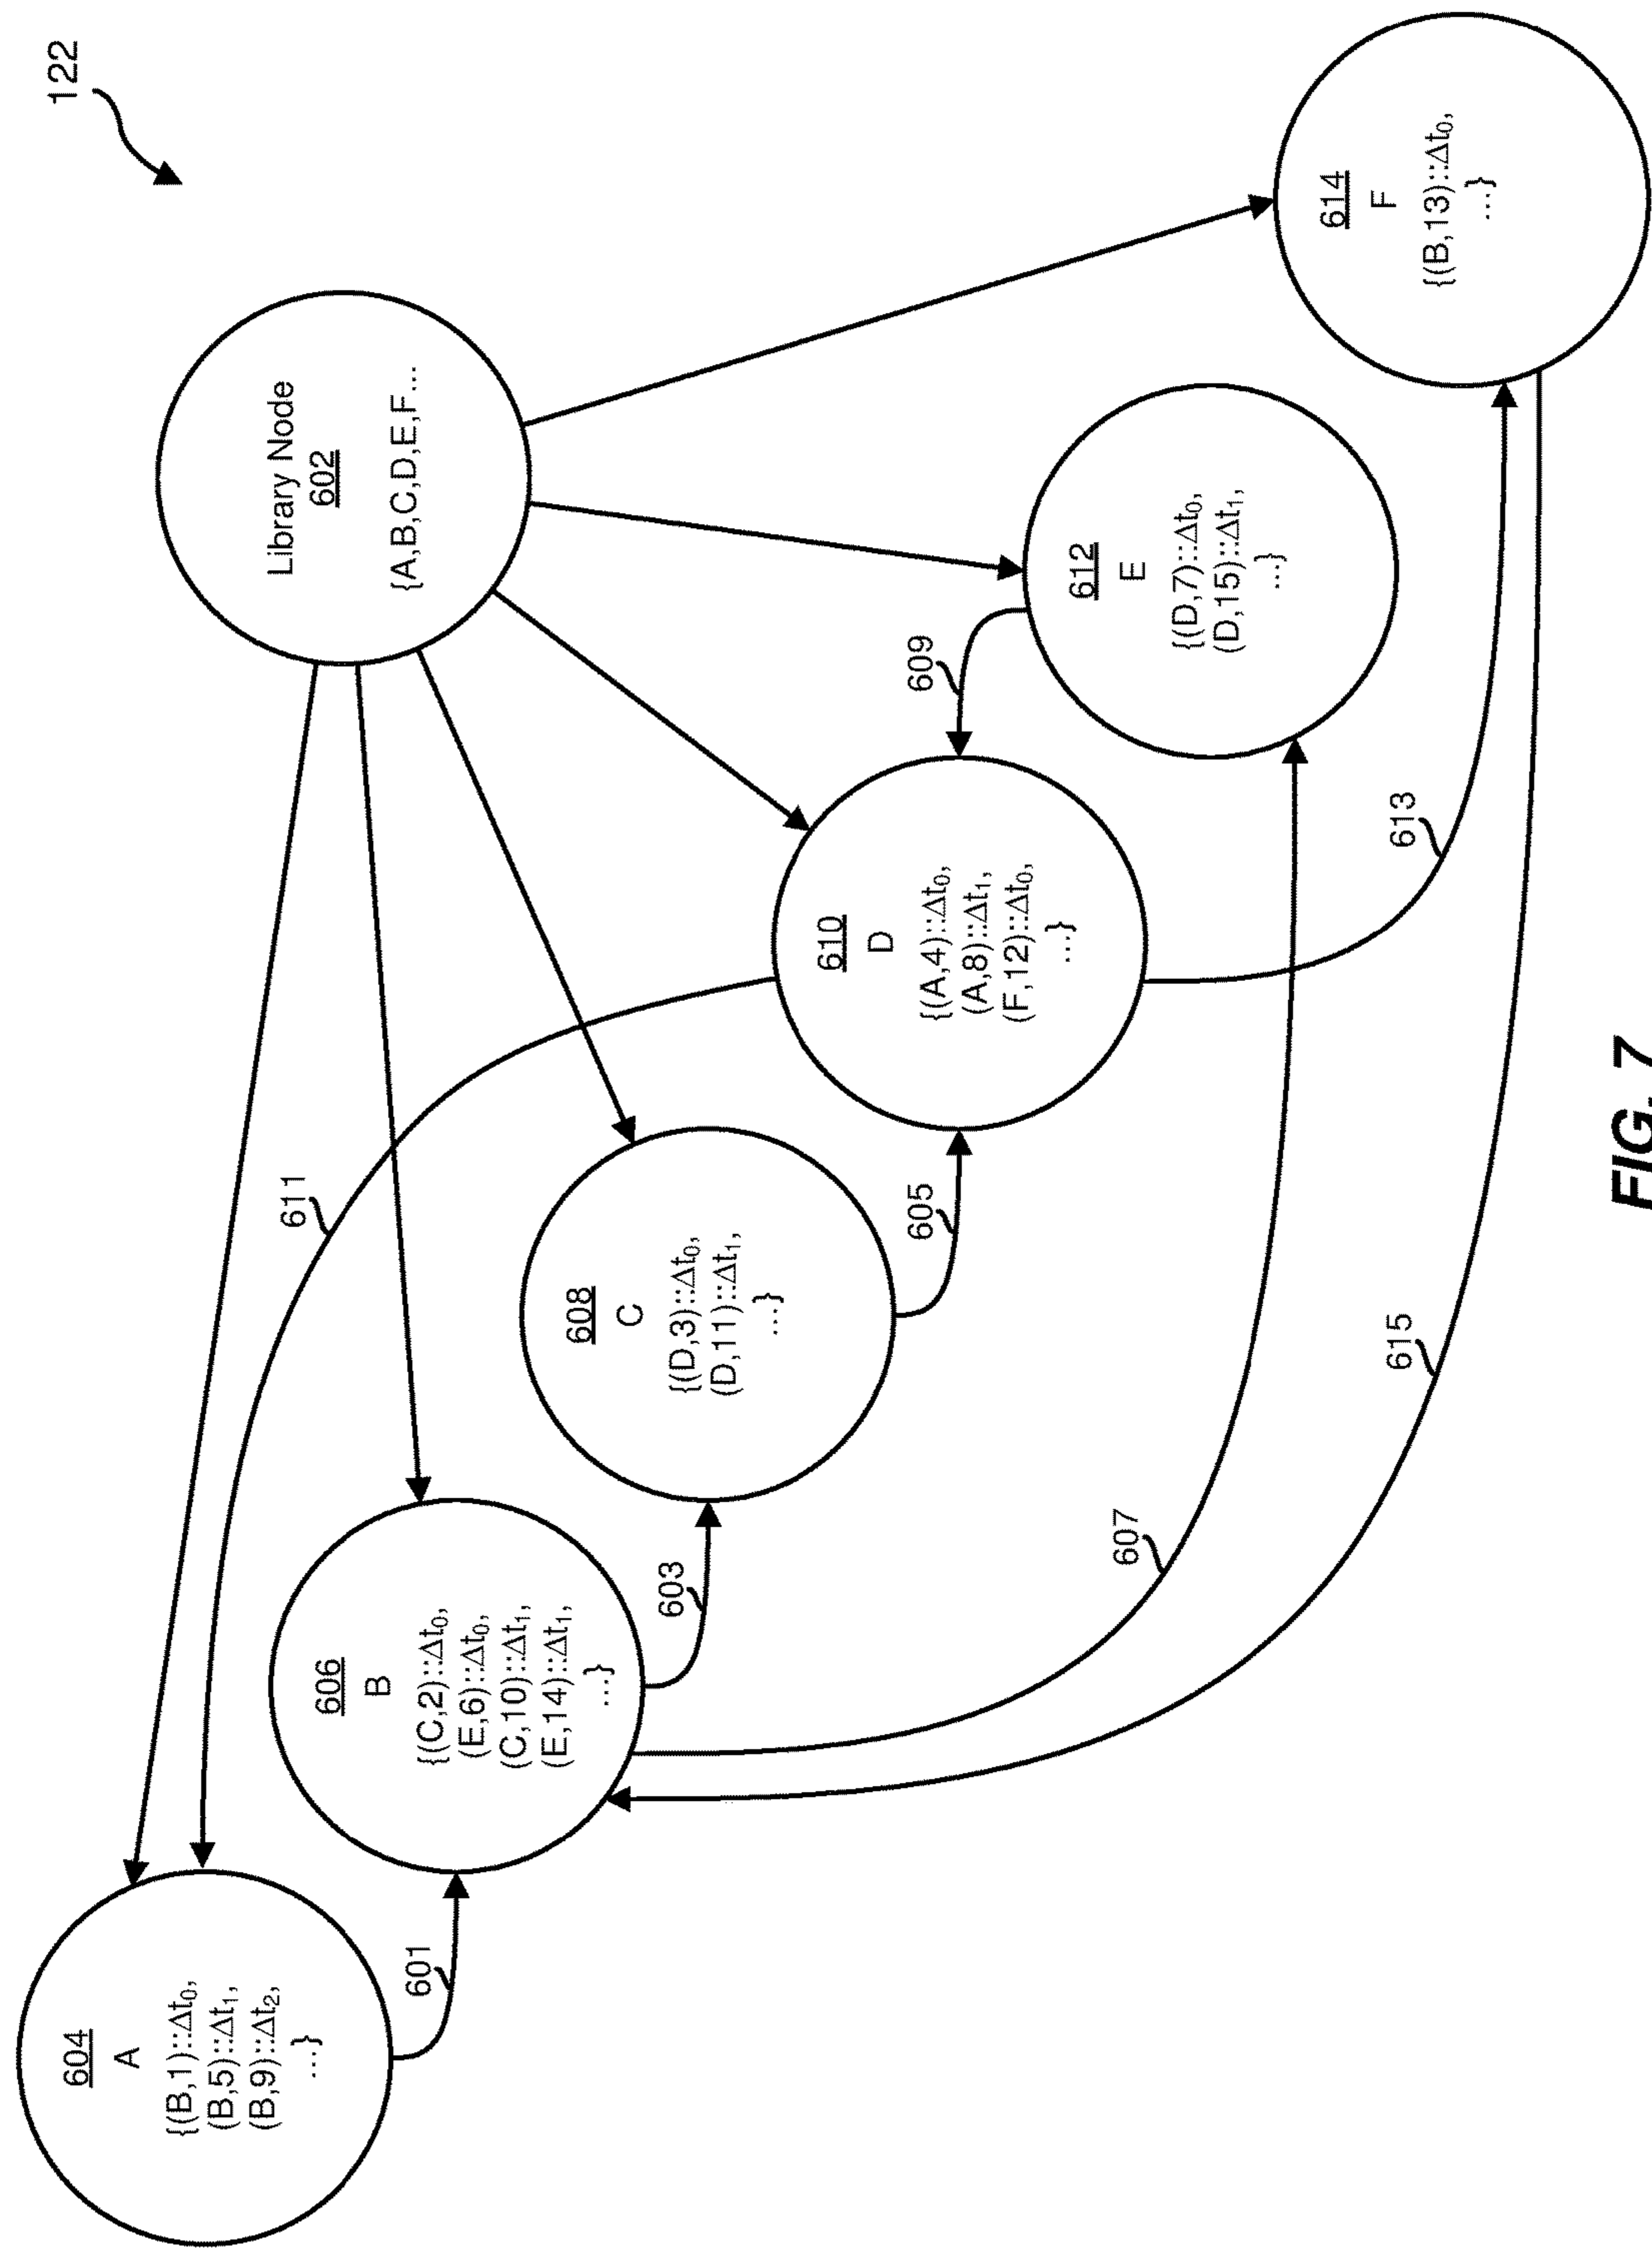 122
Library Node
602
{A,B,C,D,E,F...
604
A
{(B,1)::Δt₀,
(B,5)::Δt₁,
(B,9)::Δt₂,
...}
606
B
{(C,2)::Δt₀,
(E,6)::Δt₀,
(C,10)::Δt₁,
(E,14)::Δt₁,
...}
608
C
{(D,3)::Δt₀,
(D,11)::Δt₁,
...}
610
D
{(A,4)::Δt₀,
(A,8)::Δt₁,
(F,12)::Δt₀,
...}
612
E
{(D,7)::Δt₀,
(D,15)::Δt₁,
...}
614
F
{(B,13)::Δt₀,
...}
601
603
605
607
609
611
613
615
FIG. 7